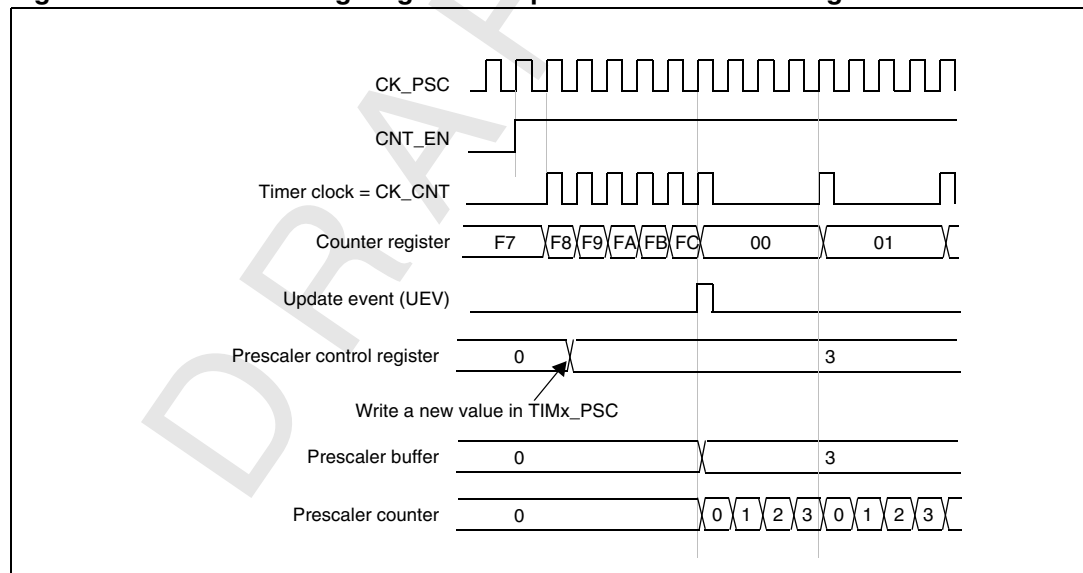 CK_PSC
CNT_EN
Timer clock = CK_CNT
Counter register F7 F8 F9 FA FB FC 00 01
Update event (UEV)
Prescaler control register 0 3
Write a new value in TIMx_PSC
Prescaler buffer 0 3
Prescaler counter 0 0 1 2 3 0 1 2 3